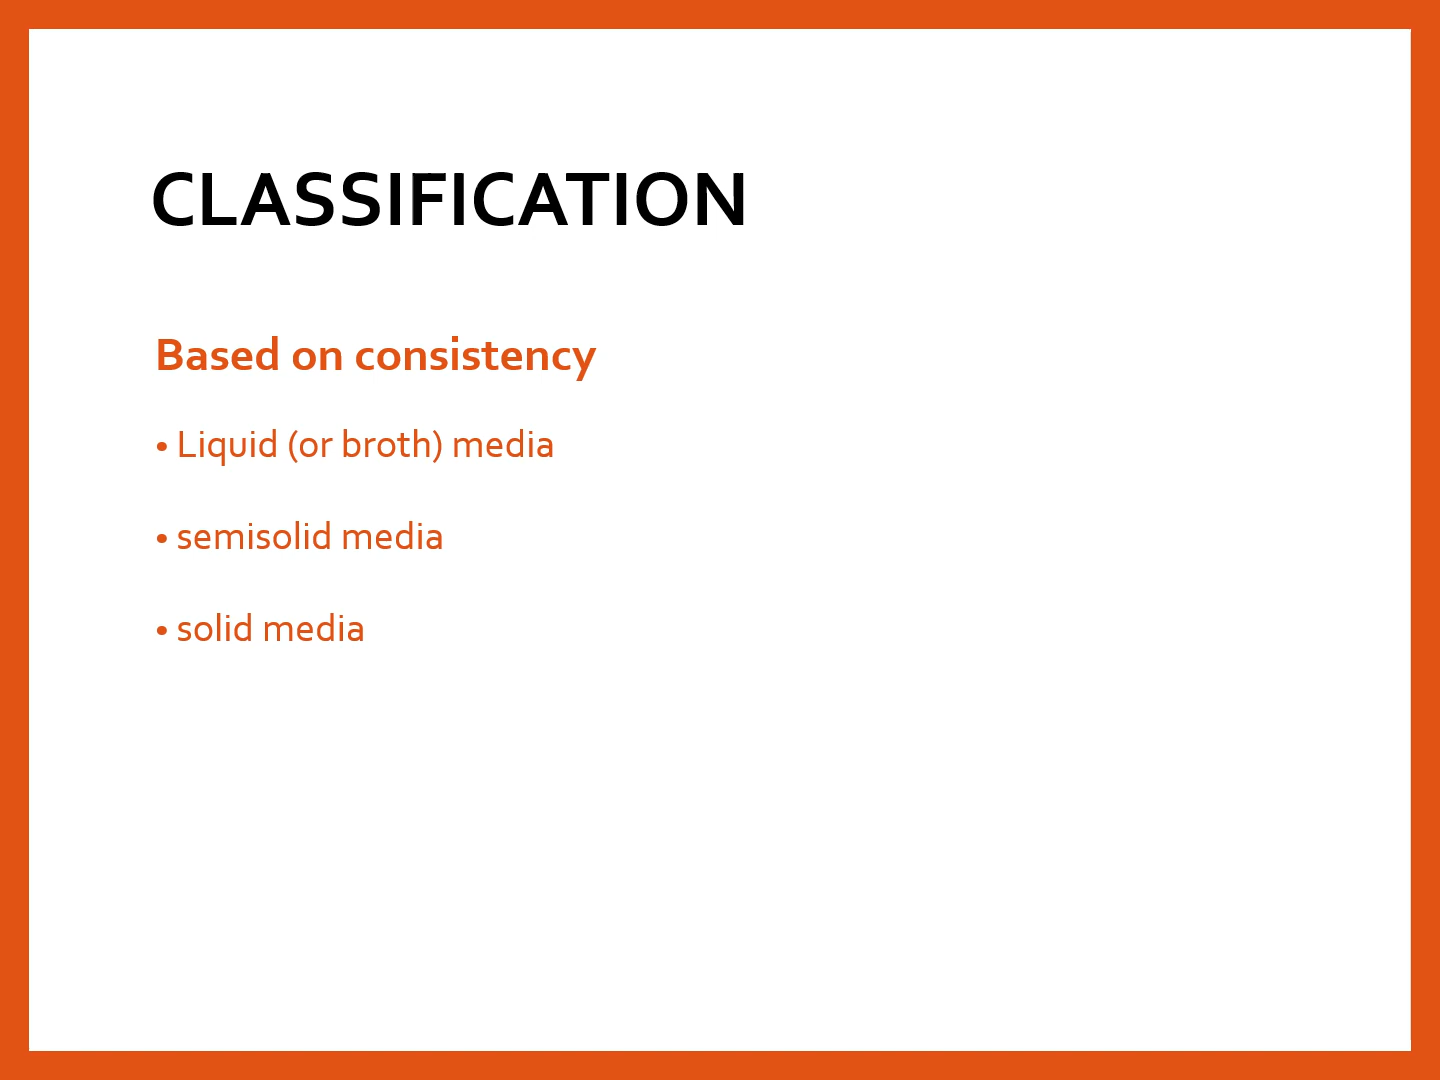 CLASSIFICATION
Based on consistency
• Liquid (or broth) media
• semisolid media
• solid media